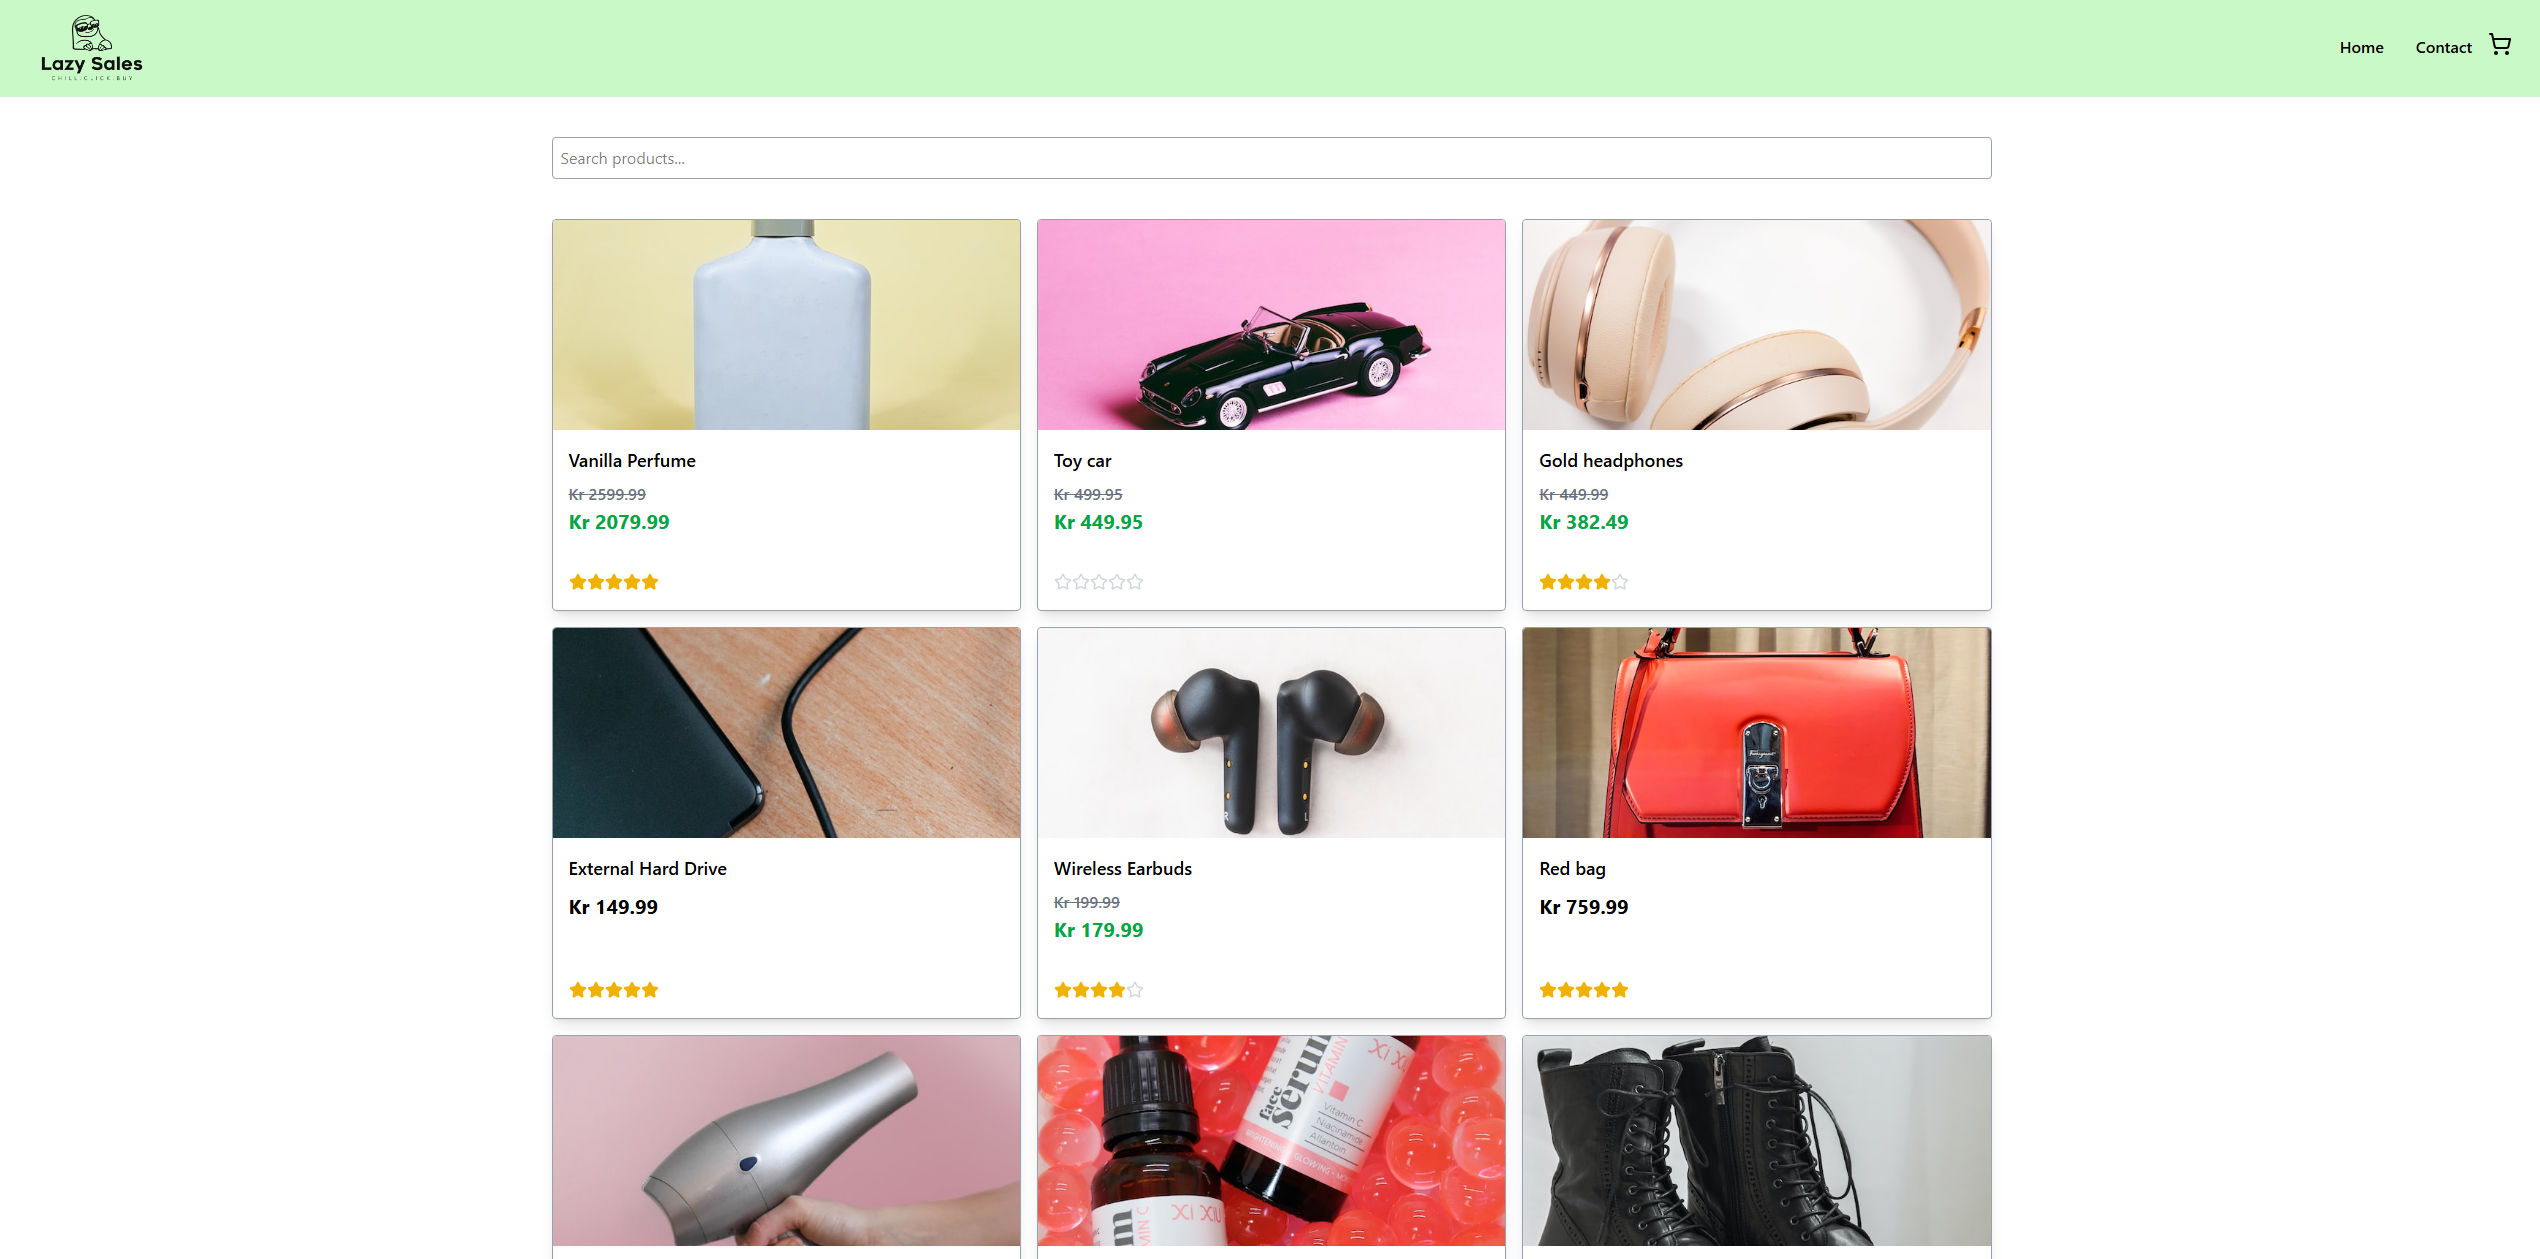 Lazy Sales
CHILL.CLICK.BUY
Home
Contact
Search products...
Vanilla Perfume
Kr 2599.99
Kr 2079.99
Toy car
Kr 499.95
Kr 449.95
Gold headphones
Kr 449.99
Kr 382.49
R
L
External Hard Drive
Kr 149.99
Wireless Earbuds
Kr 199.99
Kr 179.99
Red bag
Kr 759.99
face
serum
VITAMIN
XI XIU
Vitamin C
Niacinamide
Allantoin
XI XIU